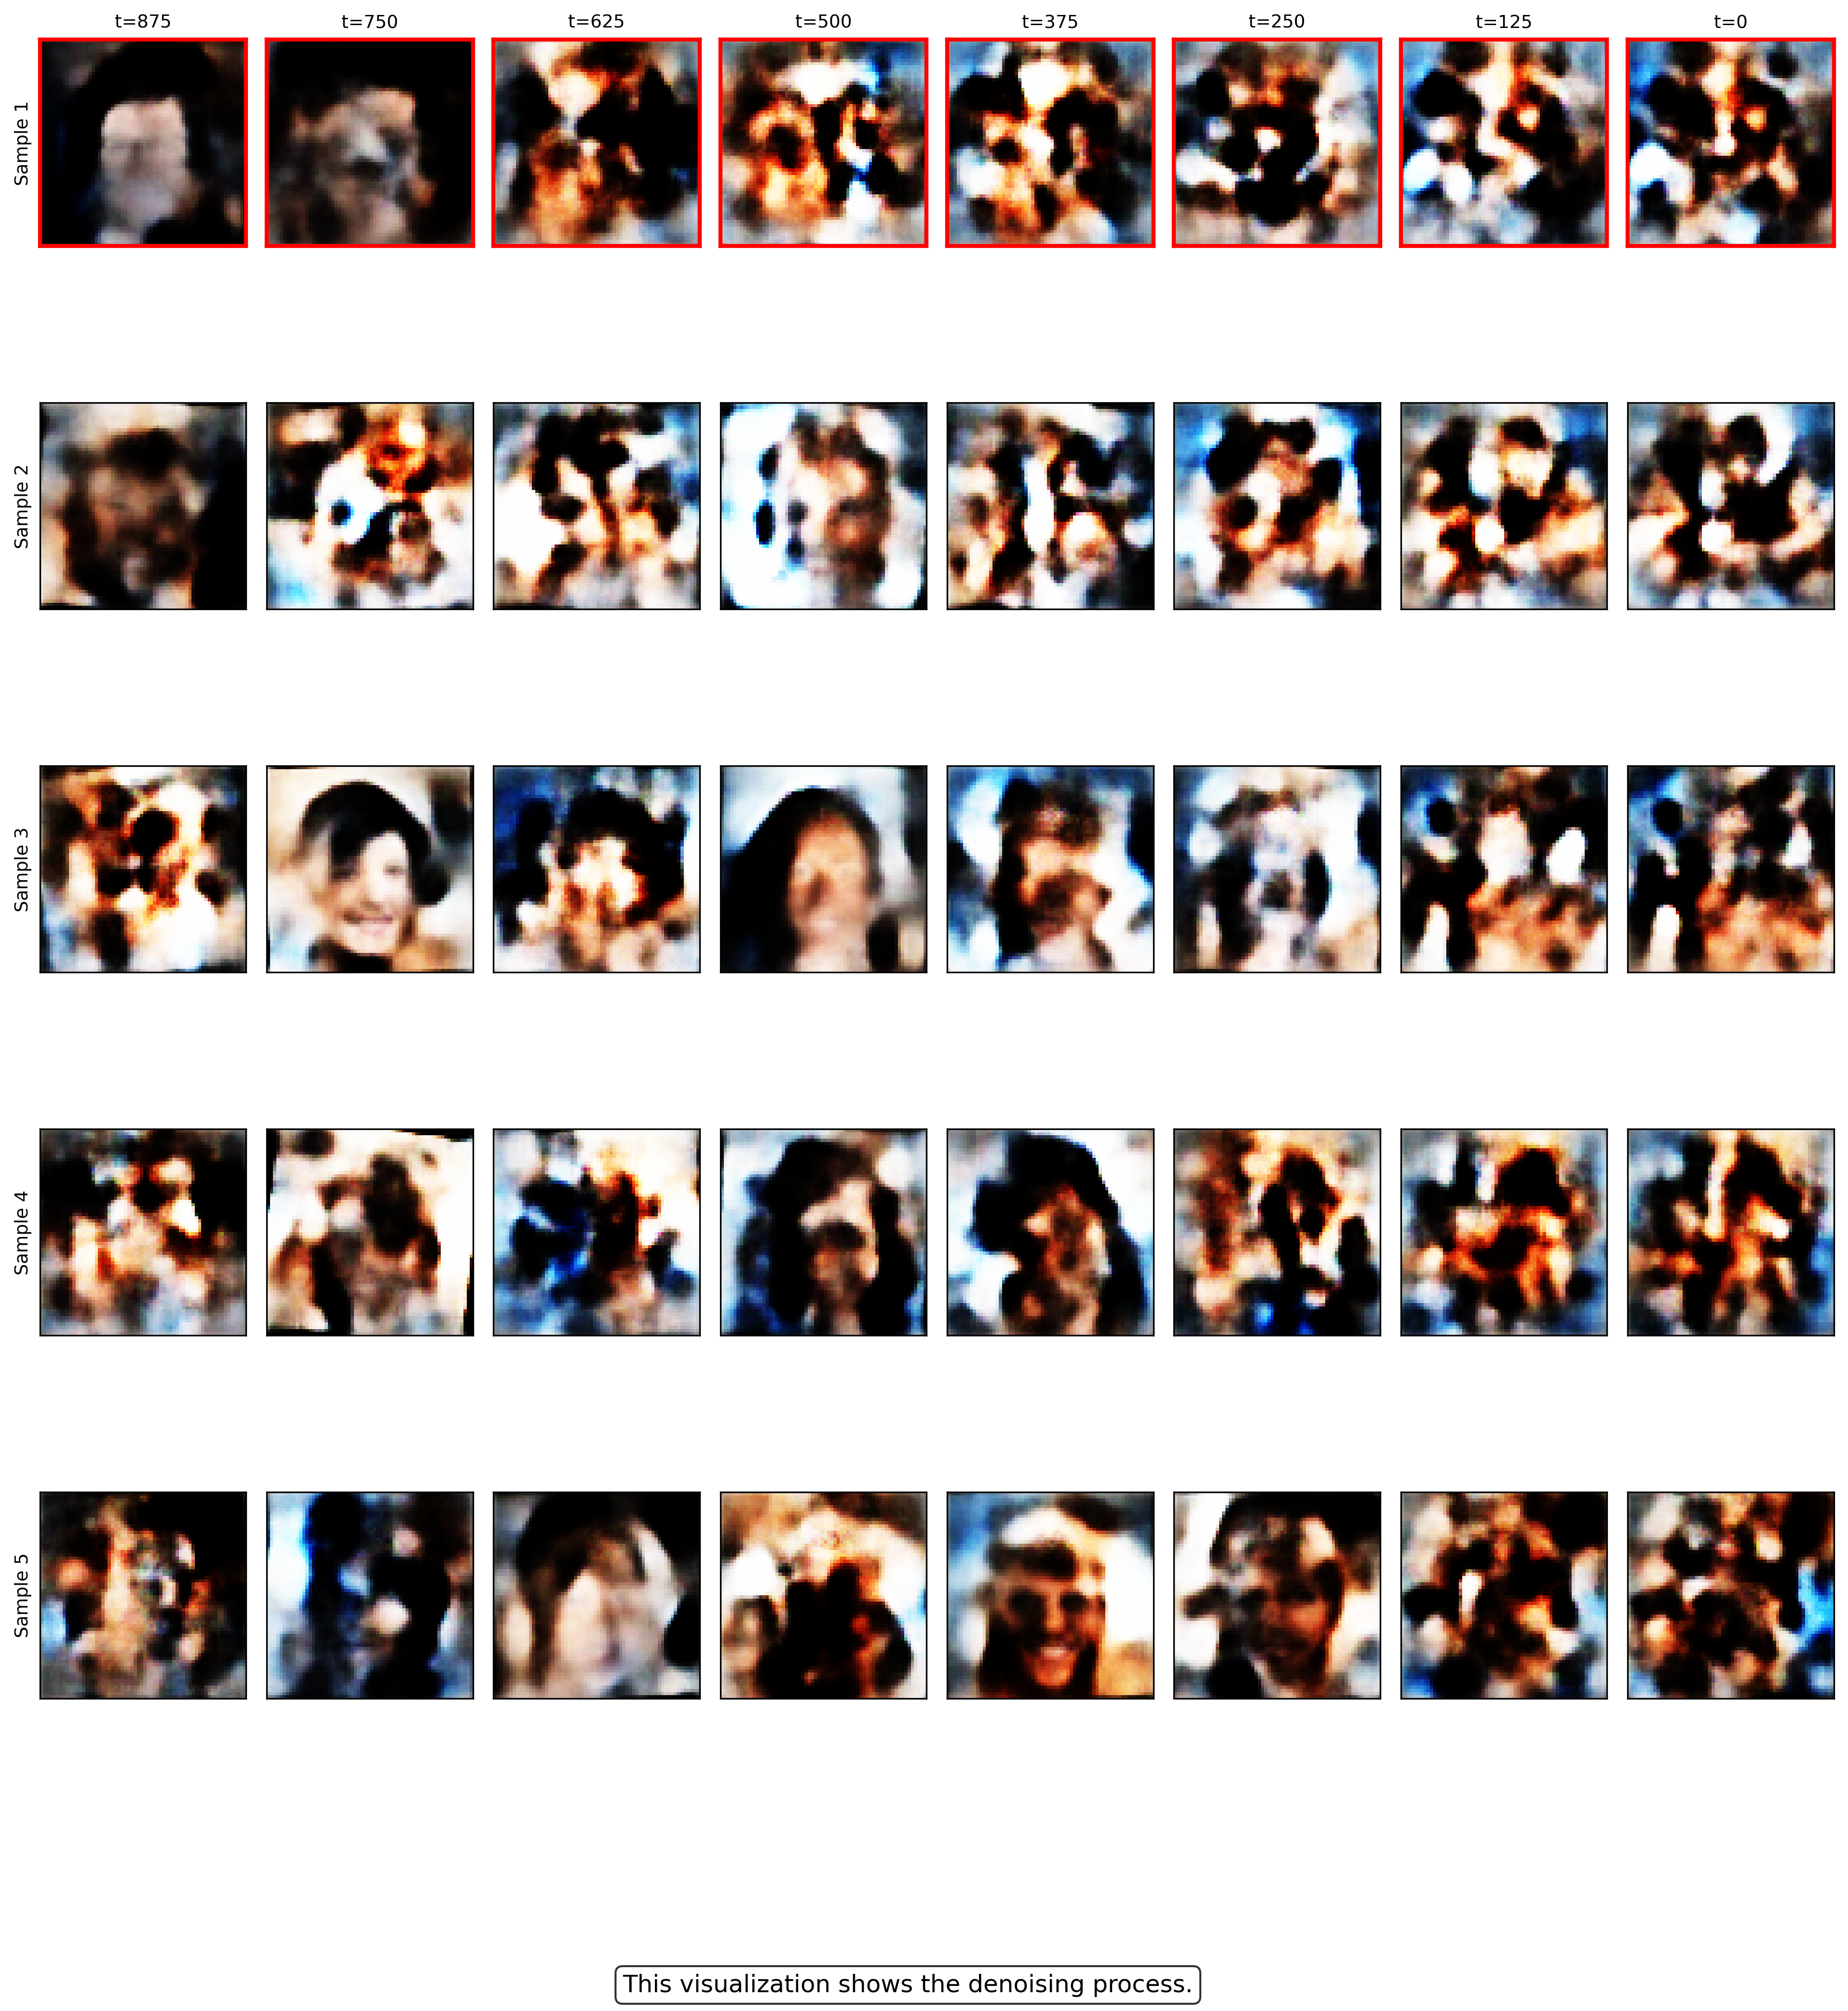 t=875 t=750 t=625 t=500 t=375 t=250 t=125 t=0
Sample 1
Sample 2
Sample 3
Sample 4
Sample 5
This visualization shows the denoising process.